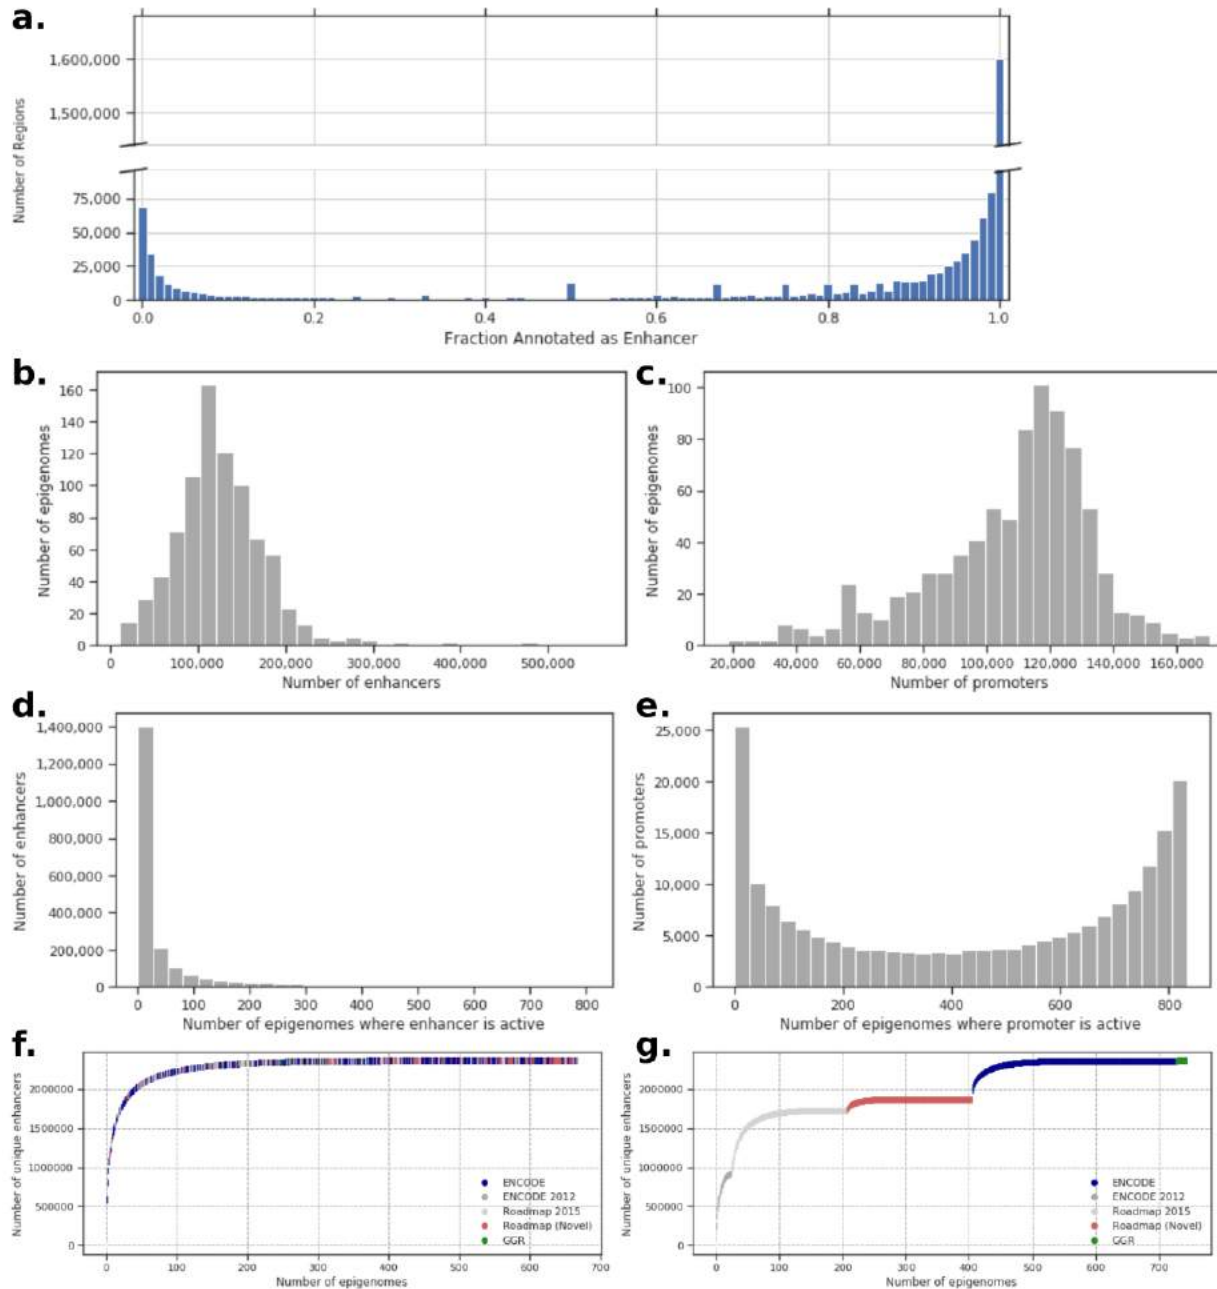 a.
Number of Regions
1,600,000
1,500,000
75,000
50,000
25,000
0
0.0 0.2 0.4 0.6 0.8 1.0
Fraction Annotated as Enhancer
b.
Number of epigenomes
160
140
120
100
80
60
40
20
0
0 100,000 200,000 300,000 400,000 500,000
Number of enhancers
c.
Number of epigenomes
100
80
60
40
20
0
20,000 40,000 60,000 80,000 100,000 120,000 140,000 160,000
Number of promoters
d.
Number of enhancers
1,400,000
1,200,000
1,000,000
800,000
600,000
400,000
200,000
0
0 100 200 300 400 500 600 700 800
Number of epigenomes where enhancer is active
e.
Number of promoters
25,000
20,000
15,000
10,000
5,000
0
0 200 400 600 800
Number of epigenomes where promoter is active
f.
Number of unique enhancers
2000000
1500000
1000000
500000
0
ENCODE
ENCODE 2012
Roadmap 2015
Roadmap (Novel)
GGR
0 100 200 300 400 500 600 700
Number of epigenomes
g.
Number of unique enhancers
2000000
1500000
1000000
500000
0
ENCODE
ENCODE 2012
Roadmap 2015
Roadmap (Novel)
GGR
0 100 200 300 400 500 600 700
Number of epigenomes